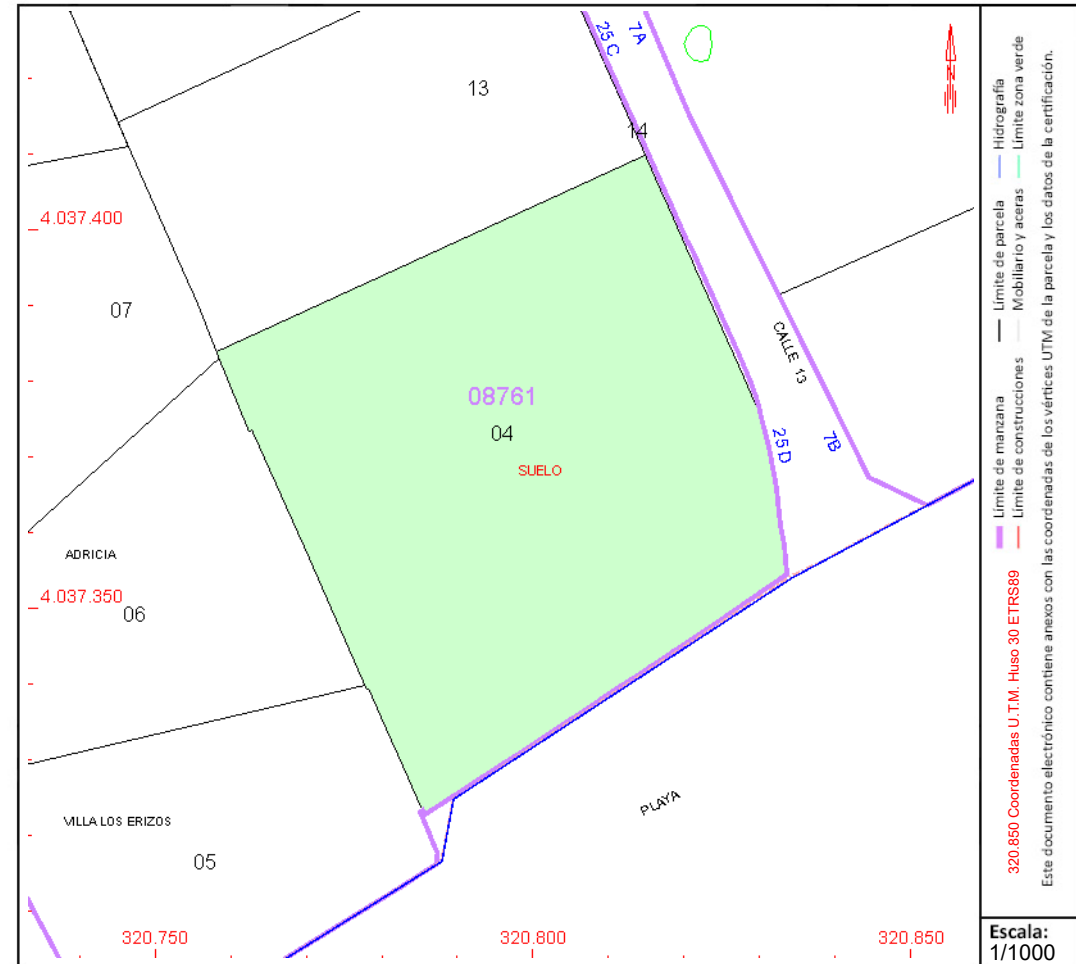 25 C
7A
13
14
4.037.400
07
CALLE 13
08761
04
SUELO
25 D
7B
ADRICIA
4.037.350
06
PLAYA
VILLA LOS ERIZOS
05
320.750
320.800
320.850
N
320.850 Coordenadas U.T.M. Huso 30 ETRS89
Límite de manzana
Límite de parcela
Hidrografía
Límite de construcciones
Mobiliario y aceras
Límite zona verde
Este documento electrónico contiene anexos con las coordenadas de los vértices UTM de la parcela y los datos de la certificación.
Escala:
1/1000